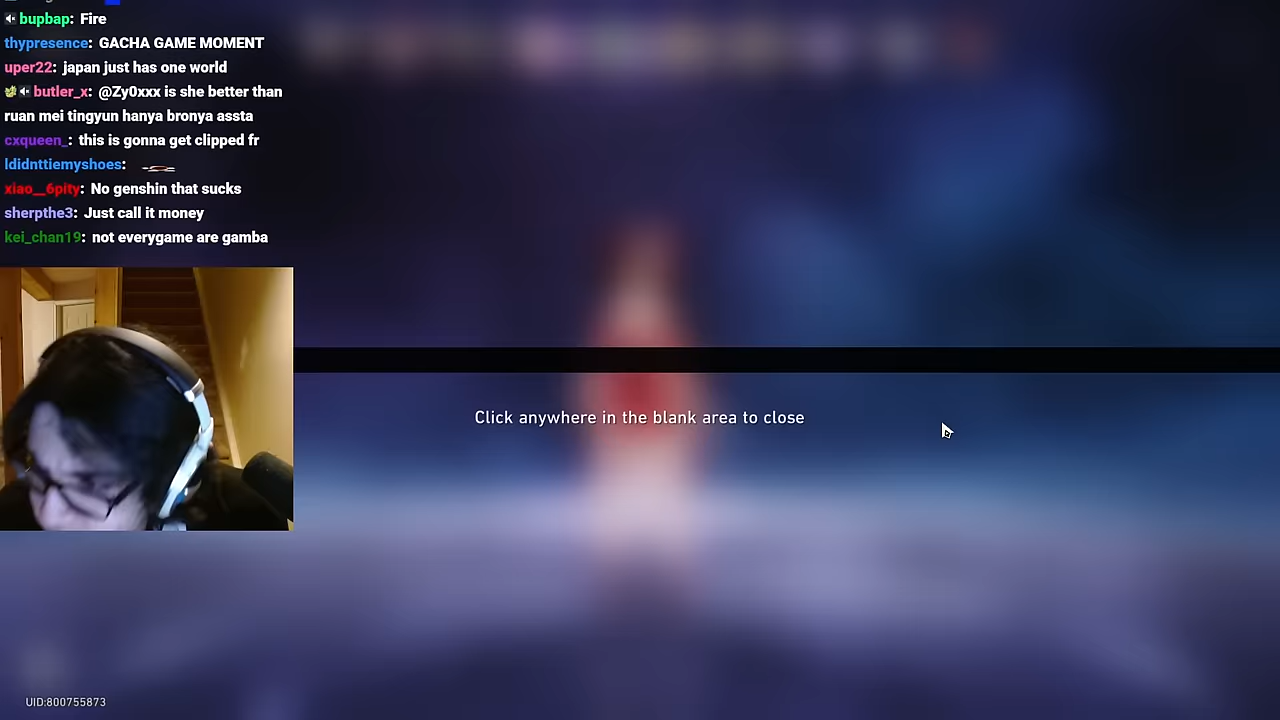 bupbap: Fire
thypresence: GACHA GAME MOMENT
uper22: japan just has one world
butler_x: @Zy0xxx is she better than
ruan mei tingyun hanya bronya assta
cxqueen_: this is gonna get clipped fr
ldidnttiemyshoes:
xiao__6pity: No genshin that sucks
sherpthe3: Just call it money
kei_chan19: not everygame are gamba
Click anywhere in the blank area to close
UID:800755873